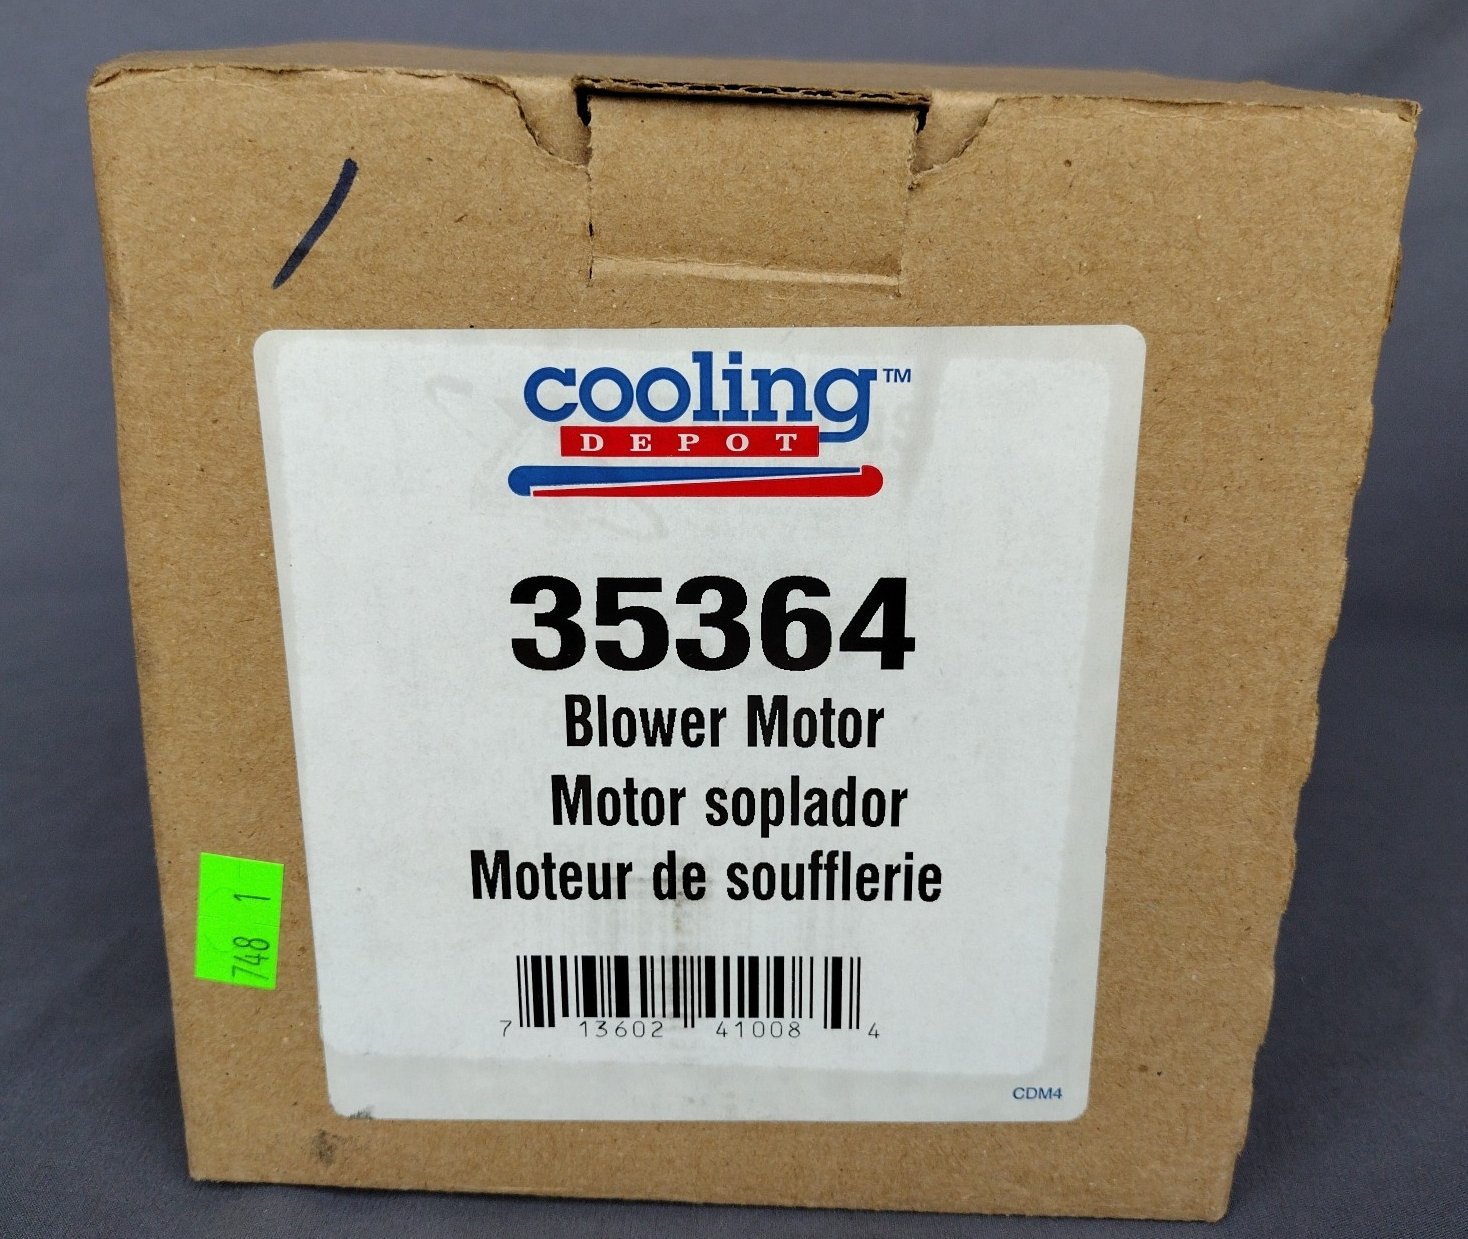 cooling™
DEPOT
35364
Blower Motor
Motor soplador
Moteur de soufflerie
7 13602 41008 4
CDM4
748 1